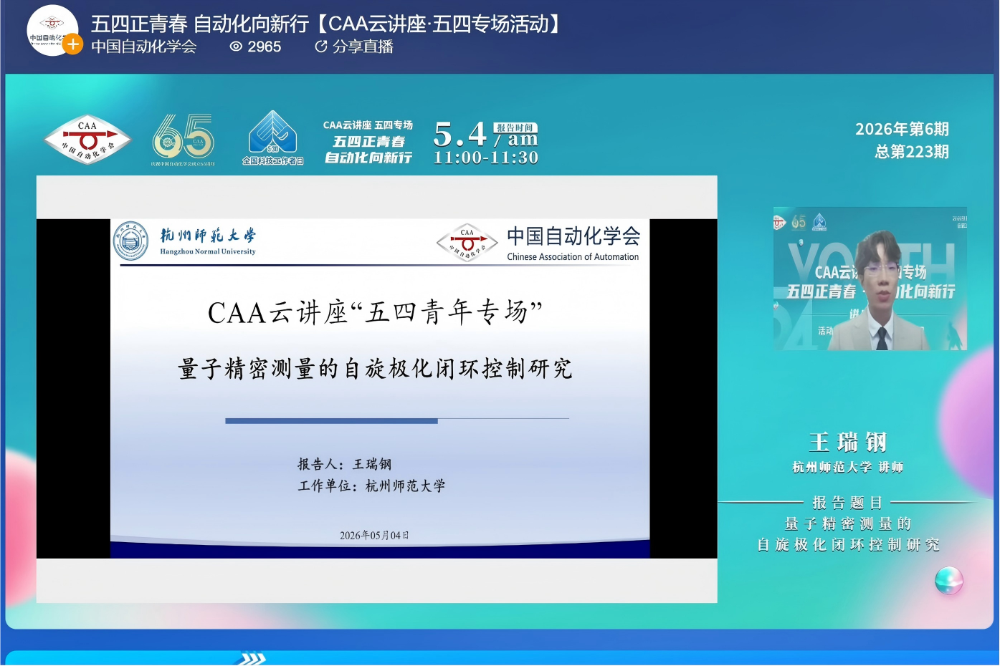 五四正青春 自动化向新行【CAA云讲座·五四专场活动】
中国自动化学会
2965
分享直播
CAA
中国自动化学会
65
CAA
庆祝中国自动化学会成立65周年
5.30
全国科技工作者日
CAA云讲座 五四专场
五四正青春
自动化向新行
5.4/am
报告时间
11:00-11:30
2026年第6期
总第223期
杭州师范大学
Hangzhou Normal University
CAA
中国自动化学会
中国自动化学会
Chinese Association of Automation
CAA云讲座“五四青年专场”
量子精密测量的自旋极化闭环控制研究
报告人：王瑞钢
工作单位：杭州师范大学
2026年05月04日
65
YOUTH
CAA云 专场
五四正青春 化向新行
活动
王瑞钢
杭州师范大学 讲师
报告题目
量子精密测量的
自旋极化闭环控制研究